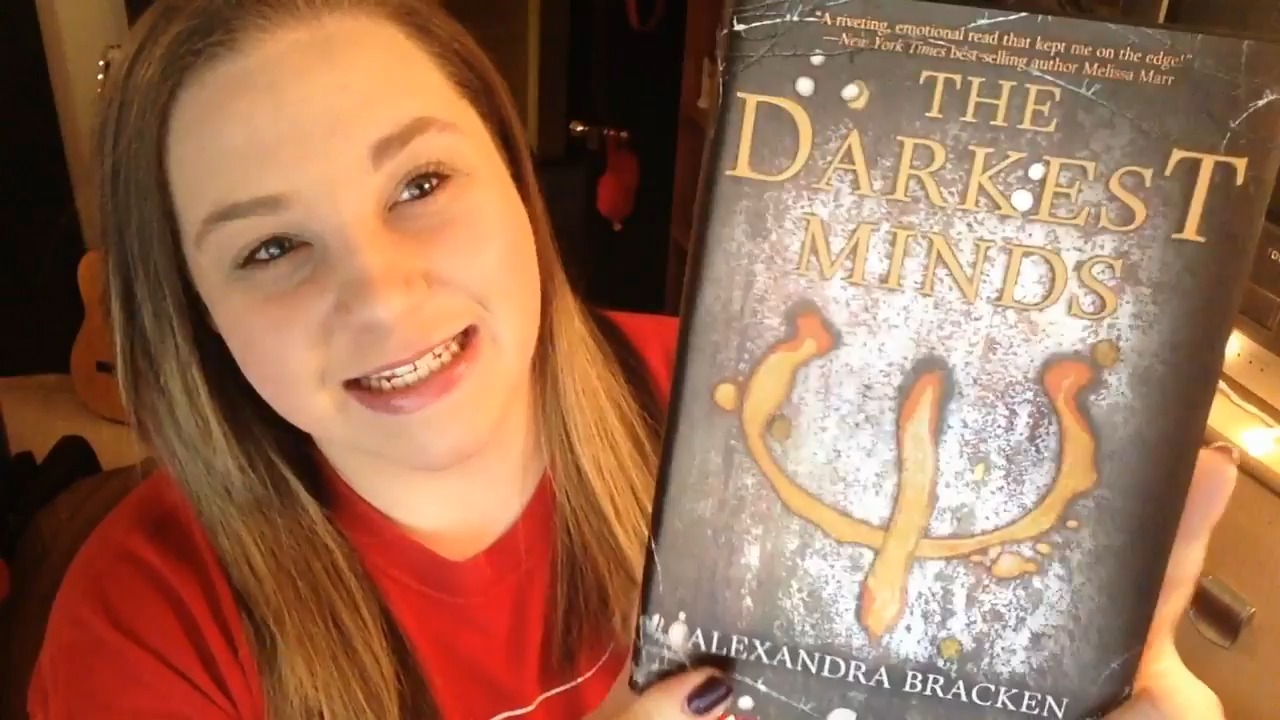 "A riveting, emotional read that kept me on the edge!"
—New York Times best-selling author Melissa Marr
THE
DARKEST
MINDS
ALEXANDRA BRACKEN